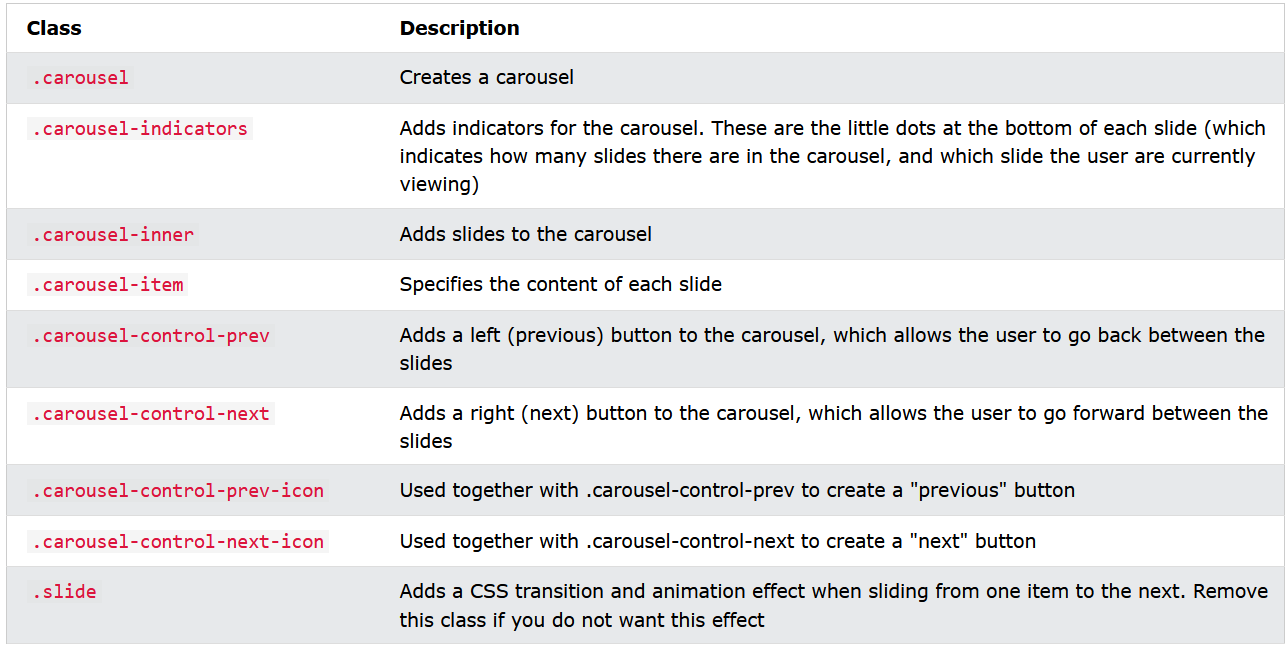 Class Description
.carousel Creates a carousel
.carousel-indicators Adds indicators for the carousel. These are the little dots at the bottom of each slide (which
indicates how many slides there are in the carousel, and which slide the user are currently
viewing)
.carousel-inner Adds slides to the carousel
.carousel-item Specifies the content of each slide
.carousel-control-prev Adds a left (previous) button to the carousel, which allows the user to go back between the
slides
.carousel-control-next Adds a right (next) button to the carousel, which allows the user to go forward between the
slides
.carousel-control-prev-icon Used together with .carousel-control-prev to create a "previous" button
.carousel-control-next-icon Used together with .carousel-control-next to create a "next" button
.slide Adds a CSS transition and animation effect when sliding from one item to the next. Remove
this class if you do not want this effect